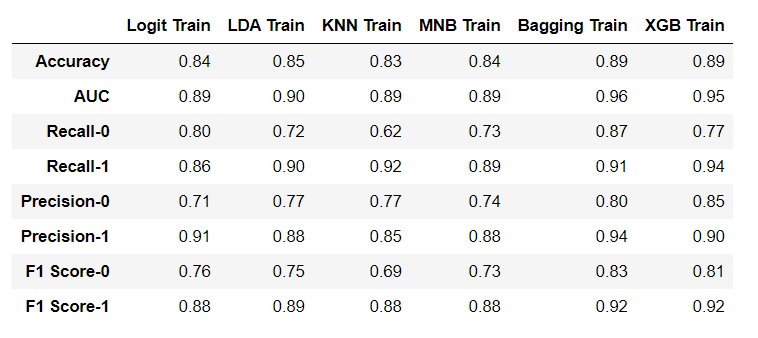 Logit Train LDA Train KNN Train MNB Train Bagging Train XGB Train
Accuracy 0.84 0.85 0.83 0.84 0.89 0.89
AUC 0.89 0.90 0.89 0.89 0.96 0.95
Recall-0 0.80 0.72 0.62 0.73 0.87 0.77
Recall-1 0.86 0.90 0.92 0.89 0.91 0.94
Precision-0 0.71 0.77 0.77 0.74 0.80 0.85
Precision-1 0.91 0.88 0.85 0.88 0.94 0.90
F1 Score-0 0.76 0.75 0.69 0.73 0.83 0.81
F1 Score-1 0.88 0.89 0.88 0.88 0.92 0.92